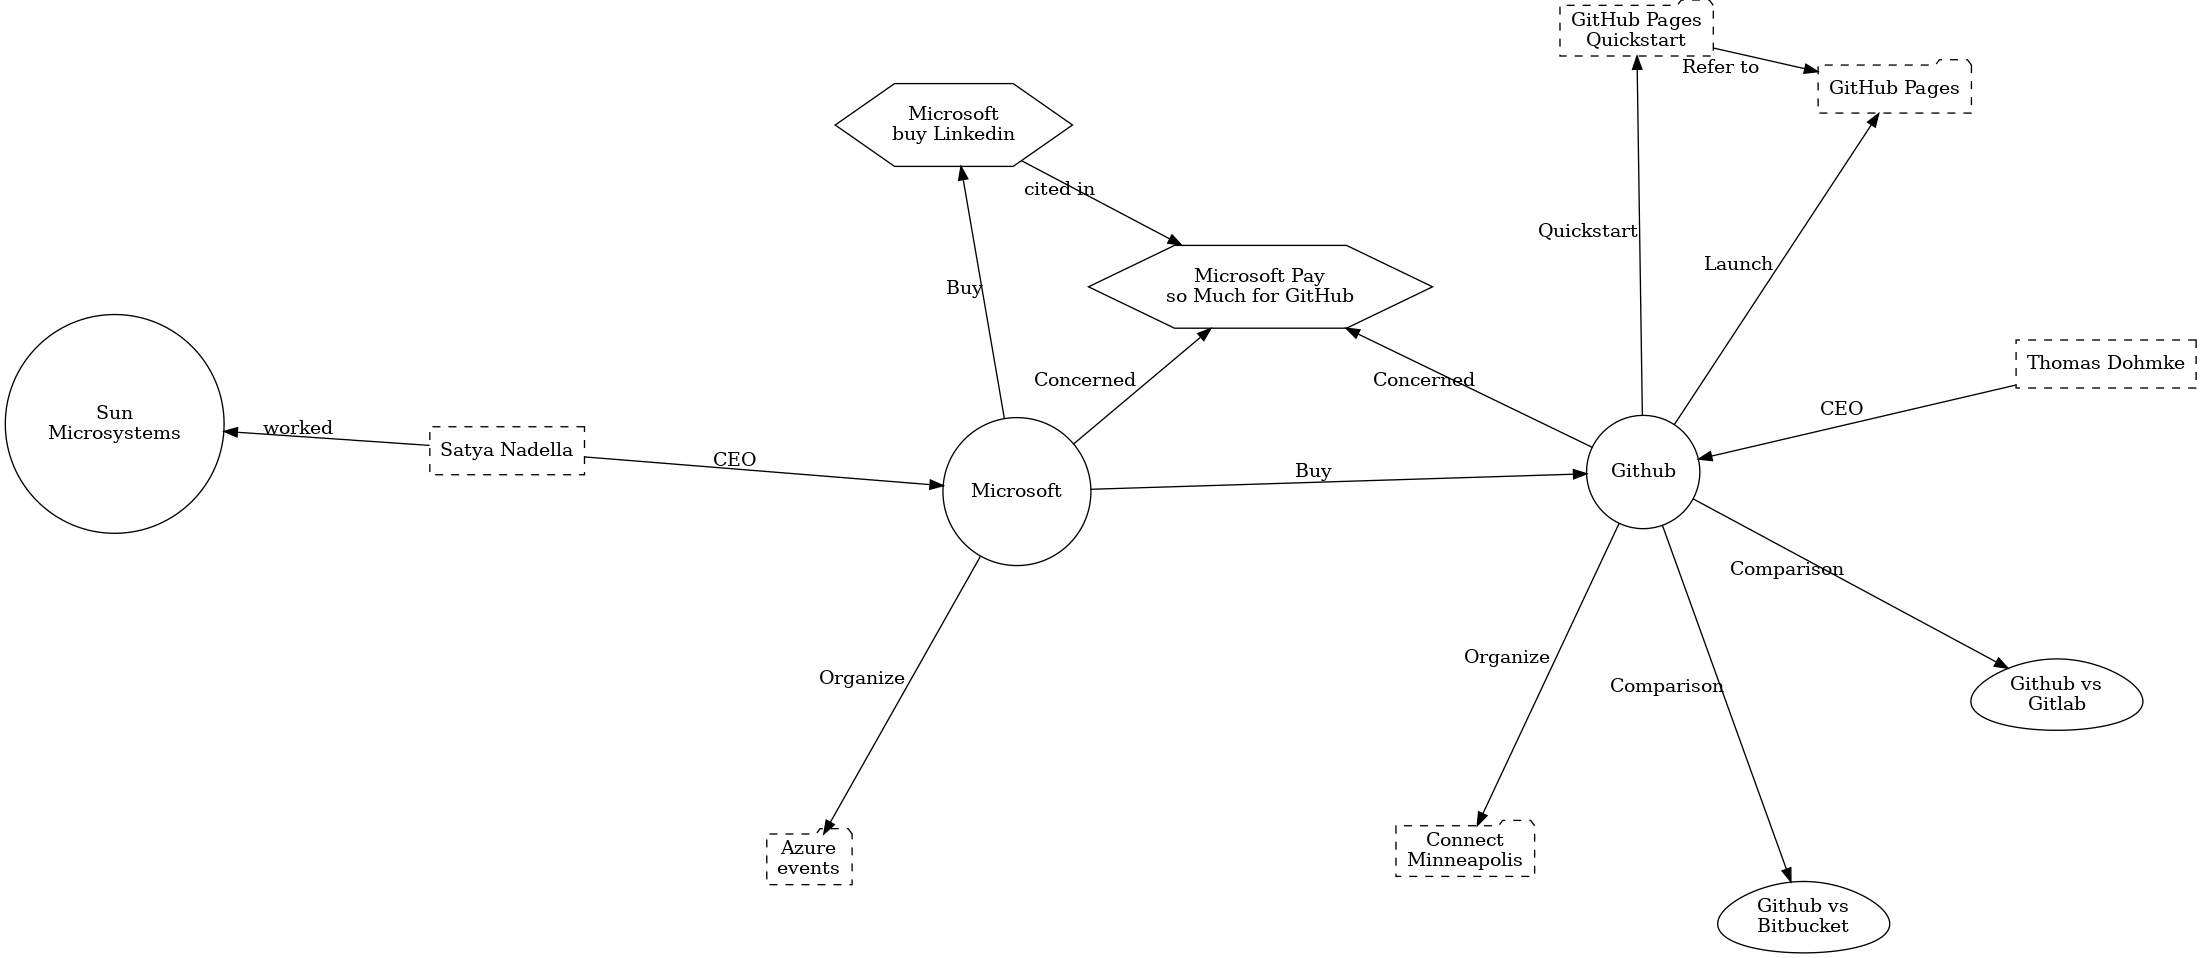 GitHub Pages
Quickstart
Refer to
GitHub Pages
Microsoft
buy Linkedin
cited in
Quickstart
Launch
Buy
Microsoft Pay
so Much for GitHub
Concerned
Concerned
Thomas Dohmke
CEO
Sun
Microsystems
worked
Satya Nadella
CEO
Microsoft
Buy
Github
Comparison
Organize
Organize
Comparison
Github vs
Gitlab
Azure
events
Connect
Minneapolis
Github vs
Bitbucket